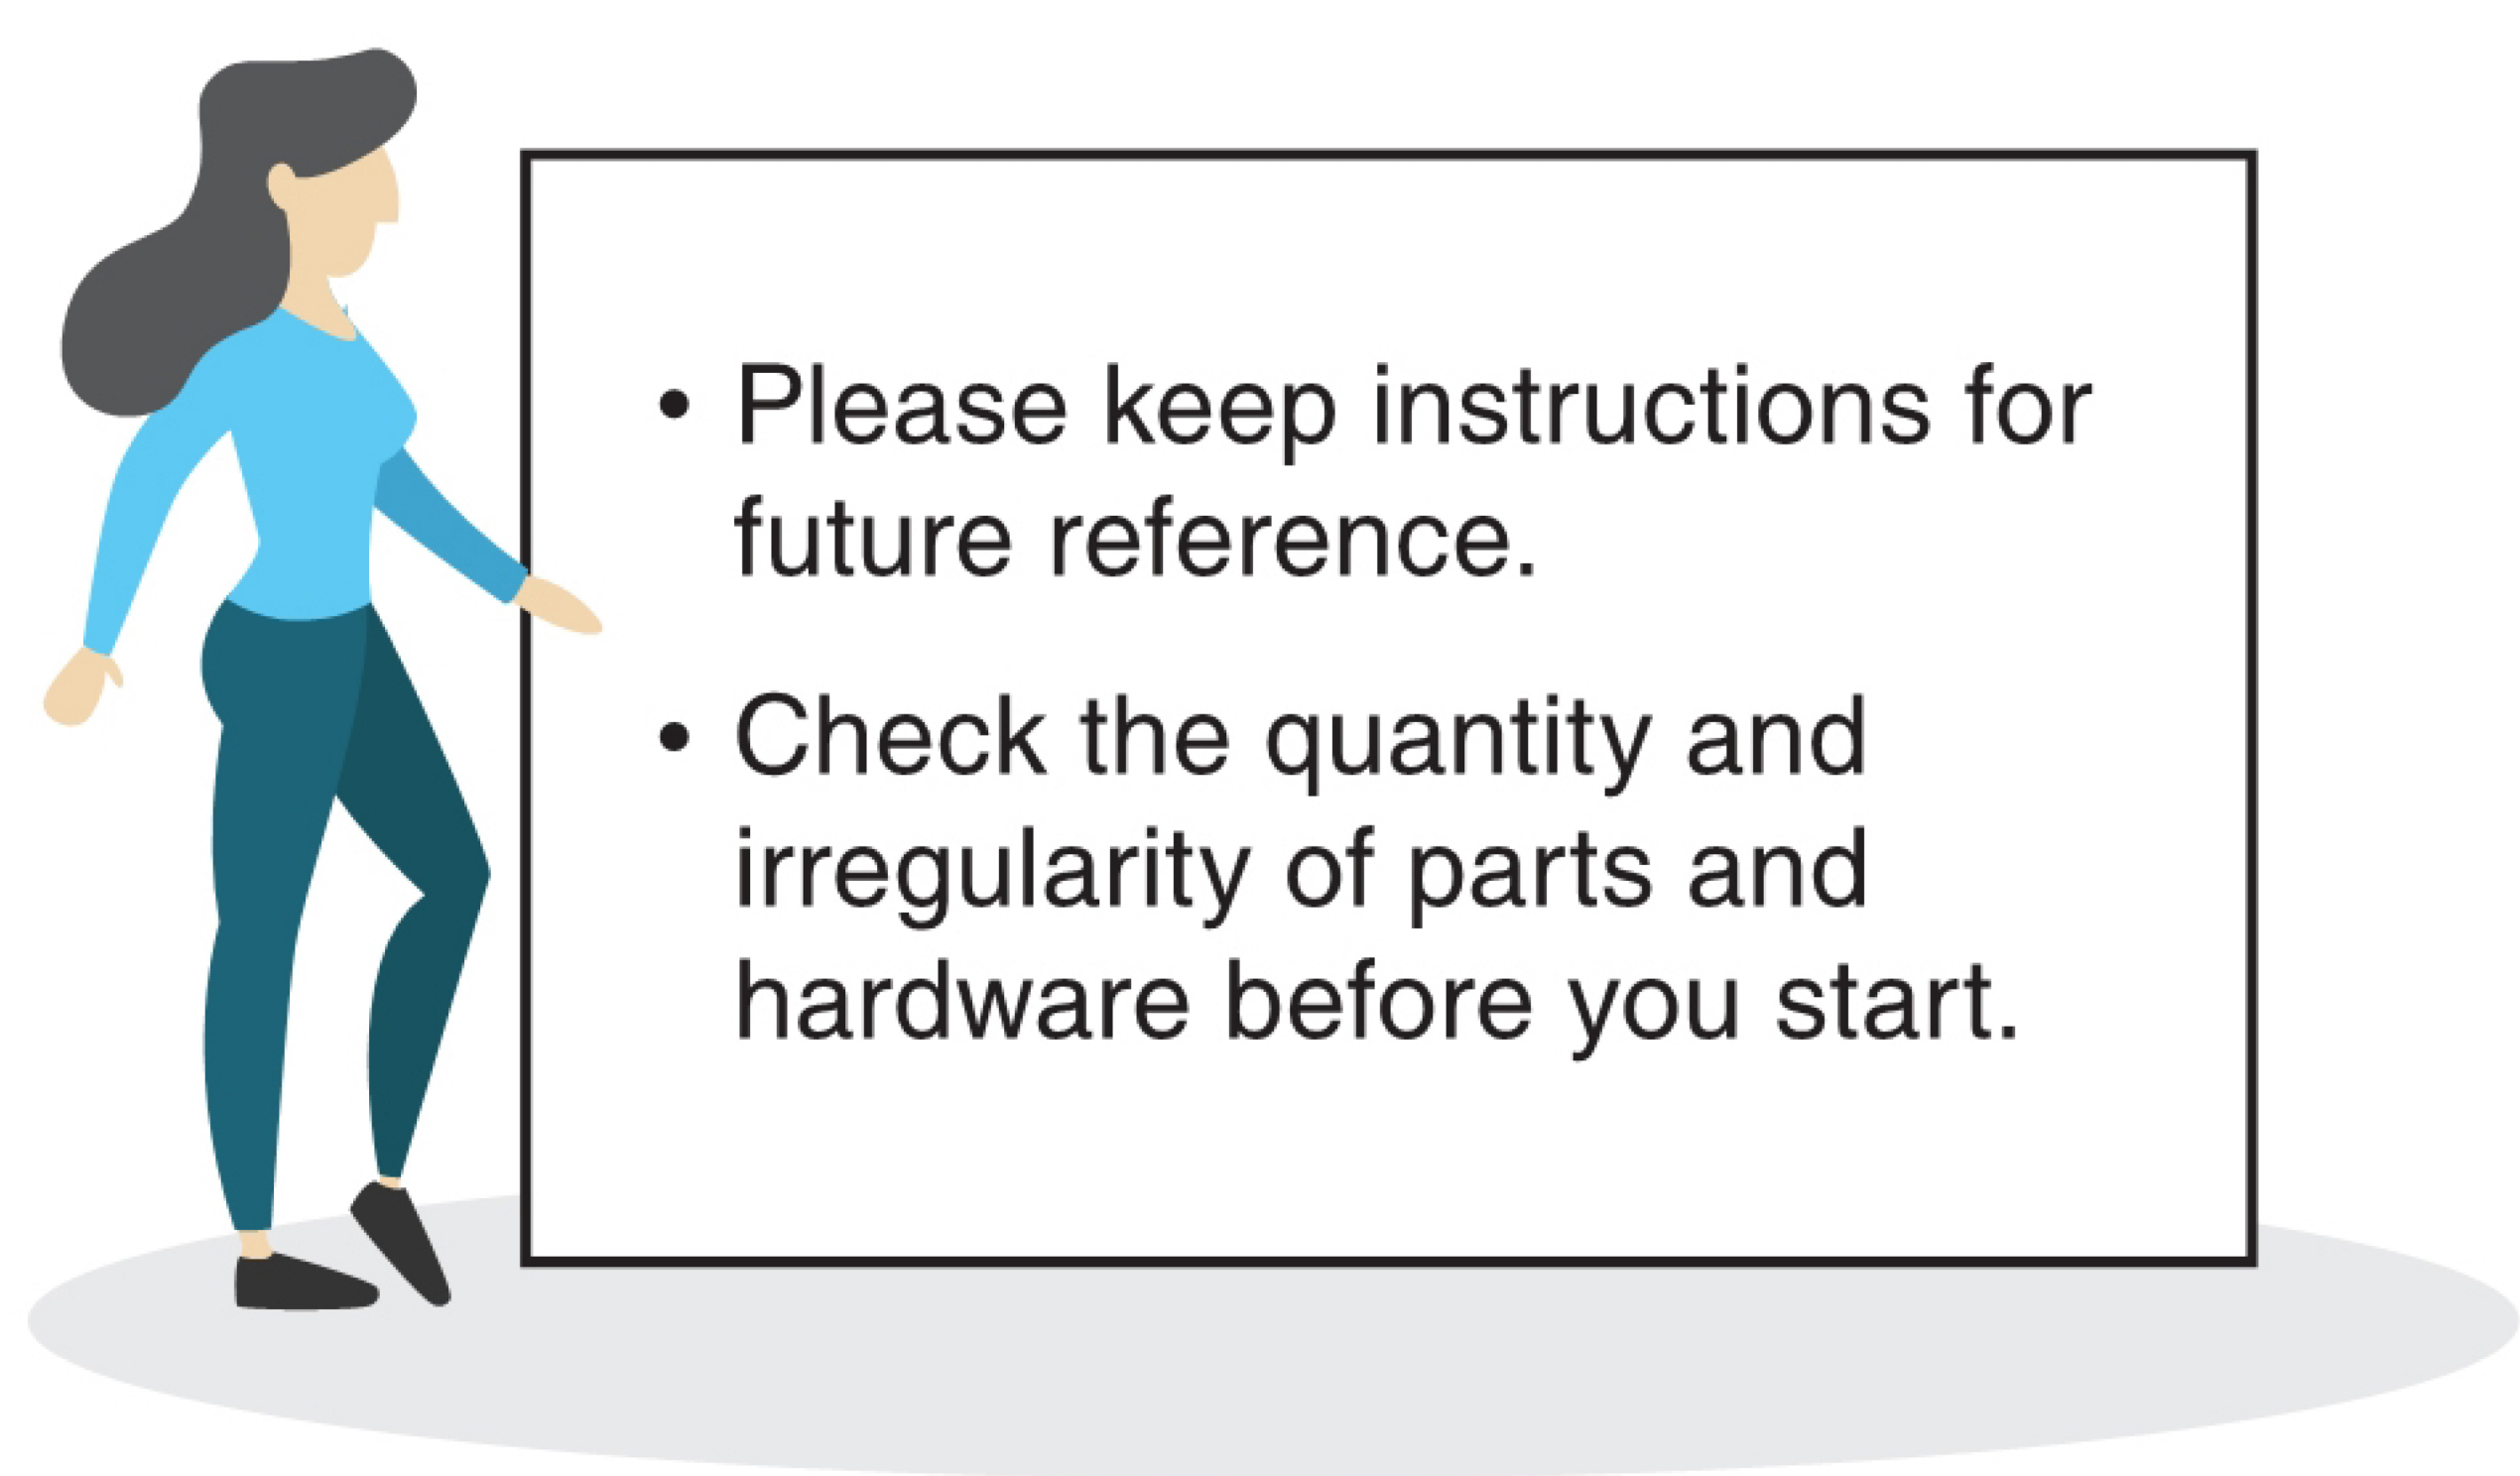 • Please keep instructions for
future reference.
• Check the quantity and
irregularity of parts and
hardware before you start.